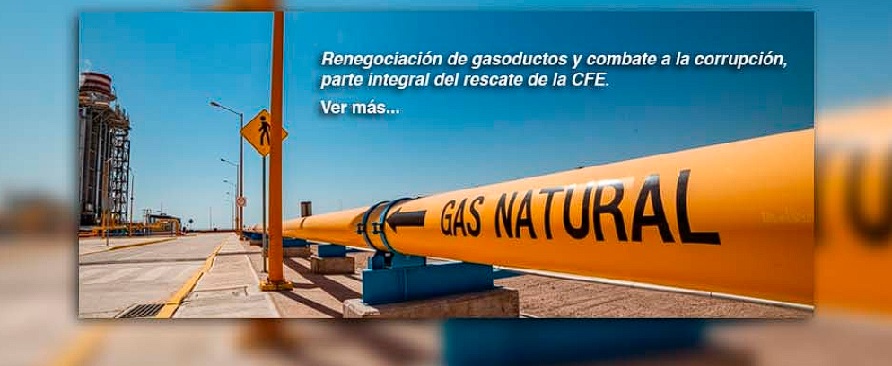 Renegociación de gasoductos y combate a la corrupción,
parte integral del rescate de la CFE.
Ver más...
GAS NATURAL